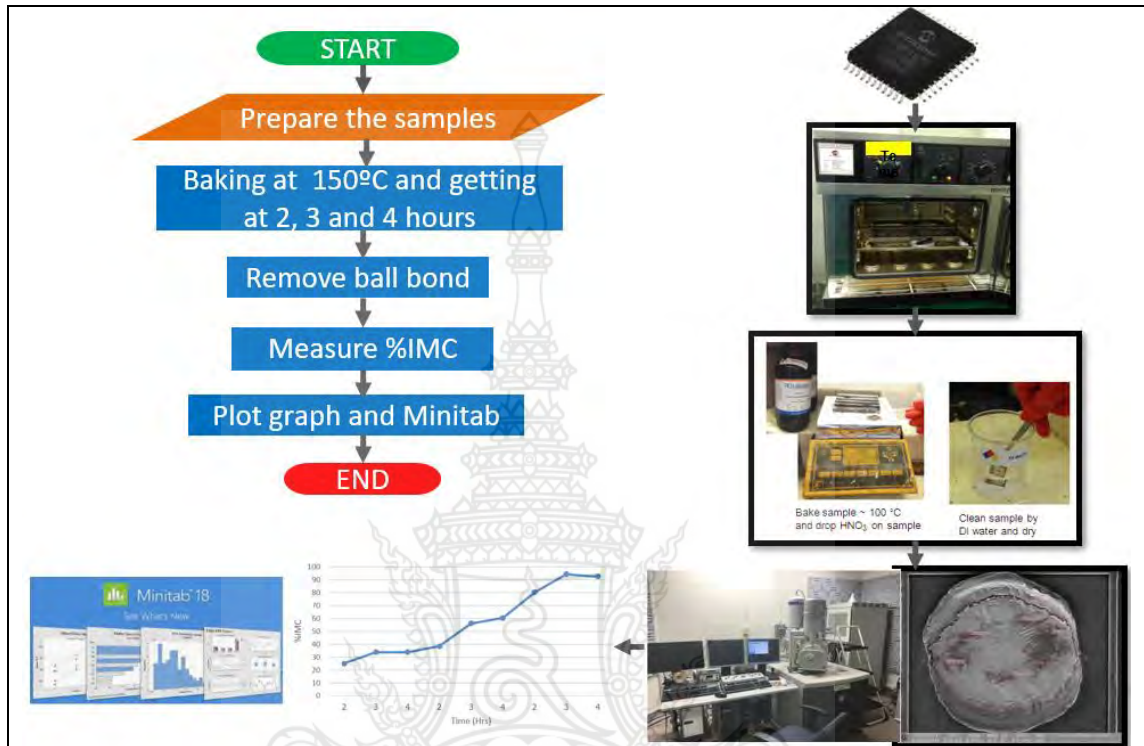 START
Prepare the samples
Baking at 150ºC and getting
at 2, 3 and 4 hours
Remove ball bond
Measure %IMC
Plot graph and Minitab
END
Te
Bake sample ~ 100 °C
and drop HNO₃ on sample
Clean sample by
DI water and dry
Minitab 18
See What's New
%IMC
100
90
80
70
60
50
40
30
20
10
0
2 3 4 2 3 4 2 3 4
Time (Hrs)